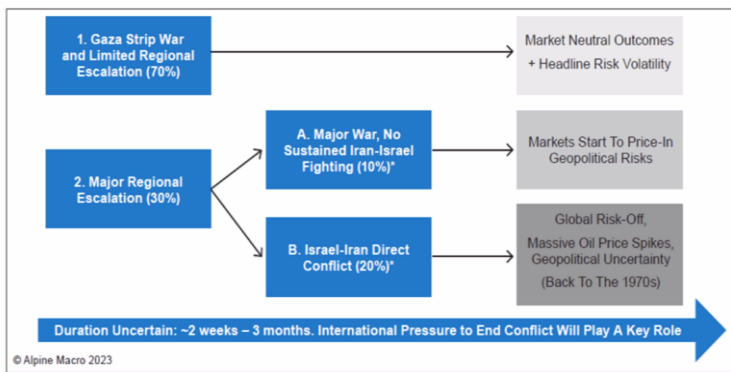 1. Gaza Strip War
and Limited Regional
Escalation (70%)
Market Neutral Outcomes
+ Headline Risk Volatility
A. Major War, No
Sustained Iran-Israel
Fighting (10%)*
Markets Start To Price-In
Geopolitical Risks
2. Major Regional
Escalation (30%)
B. Israel-Iran Direct
Conflict (20%)*
Global Risk-Off,
Massive Oil Price Spikes,
Geopolitical Uncertainty
(Back To The 1970s)
Duration Uncertain: ~2 weeks – 3 months. International Pressure to End Conflict Will Play A Key Role
© Alpine Macro 2023